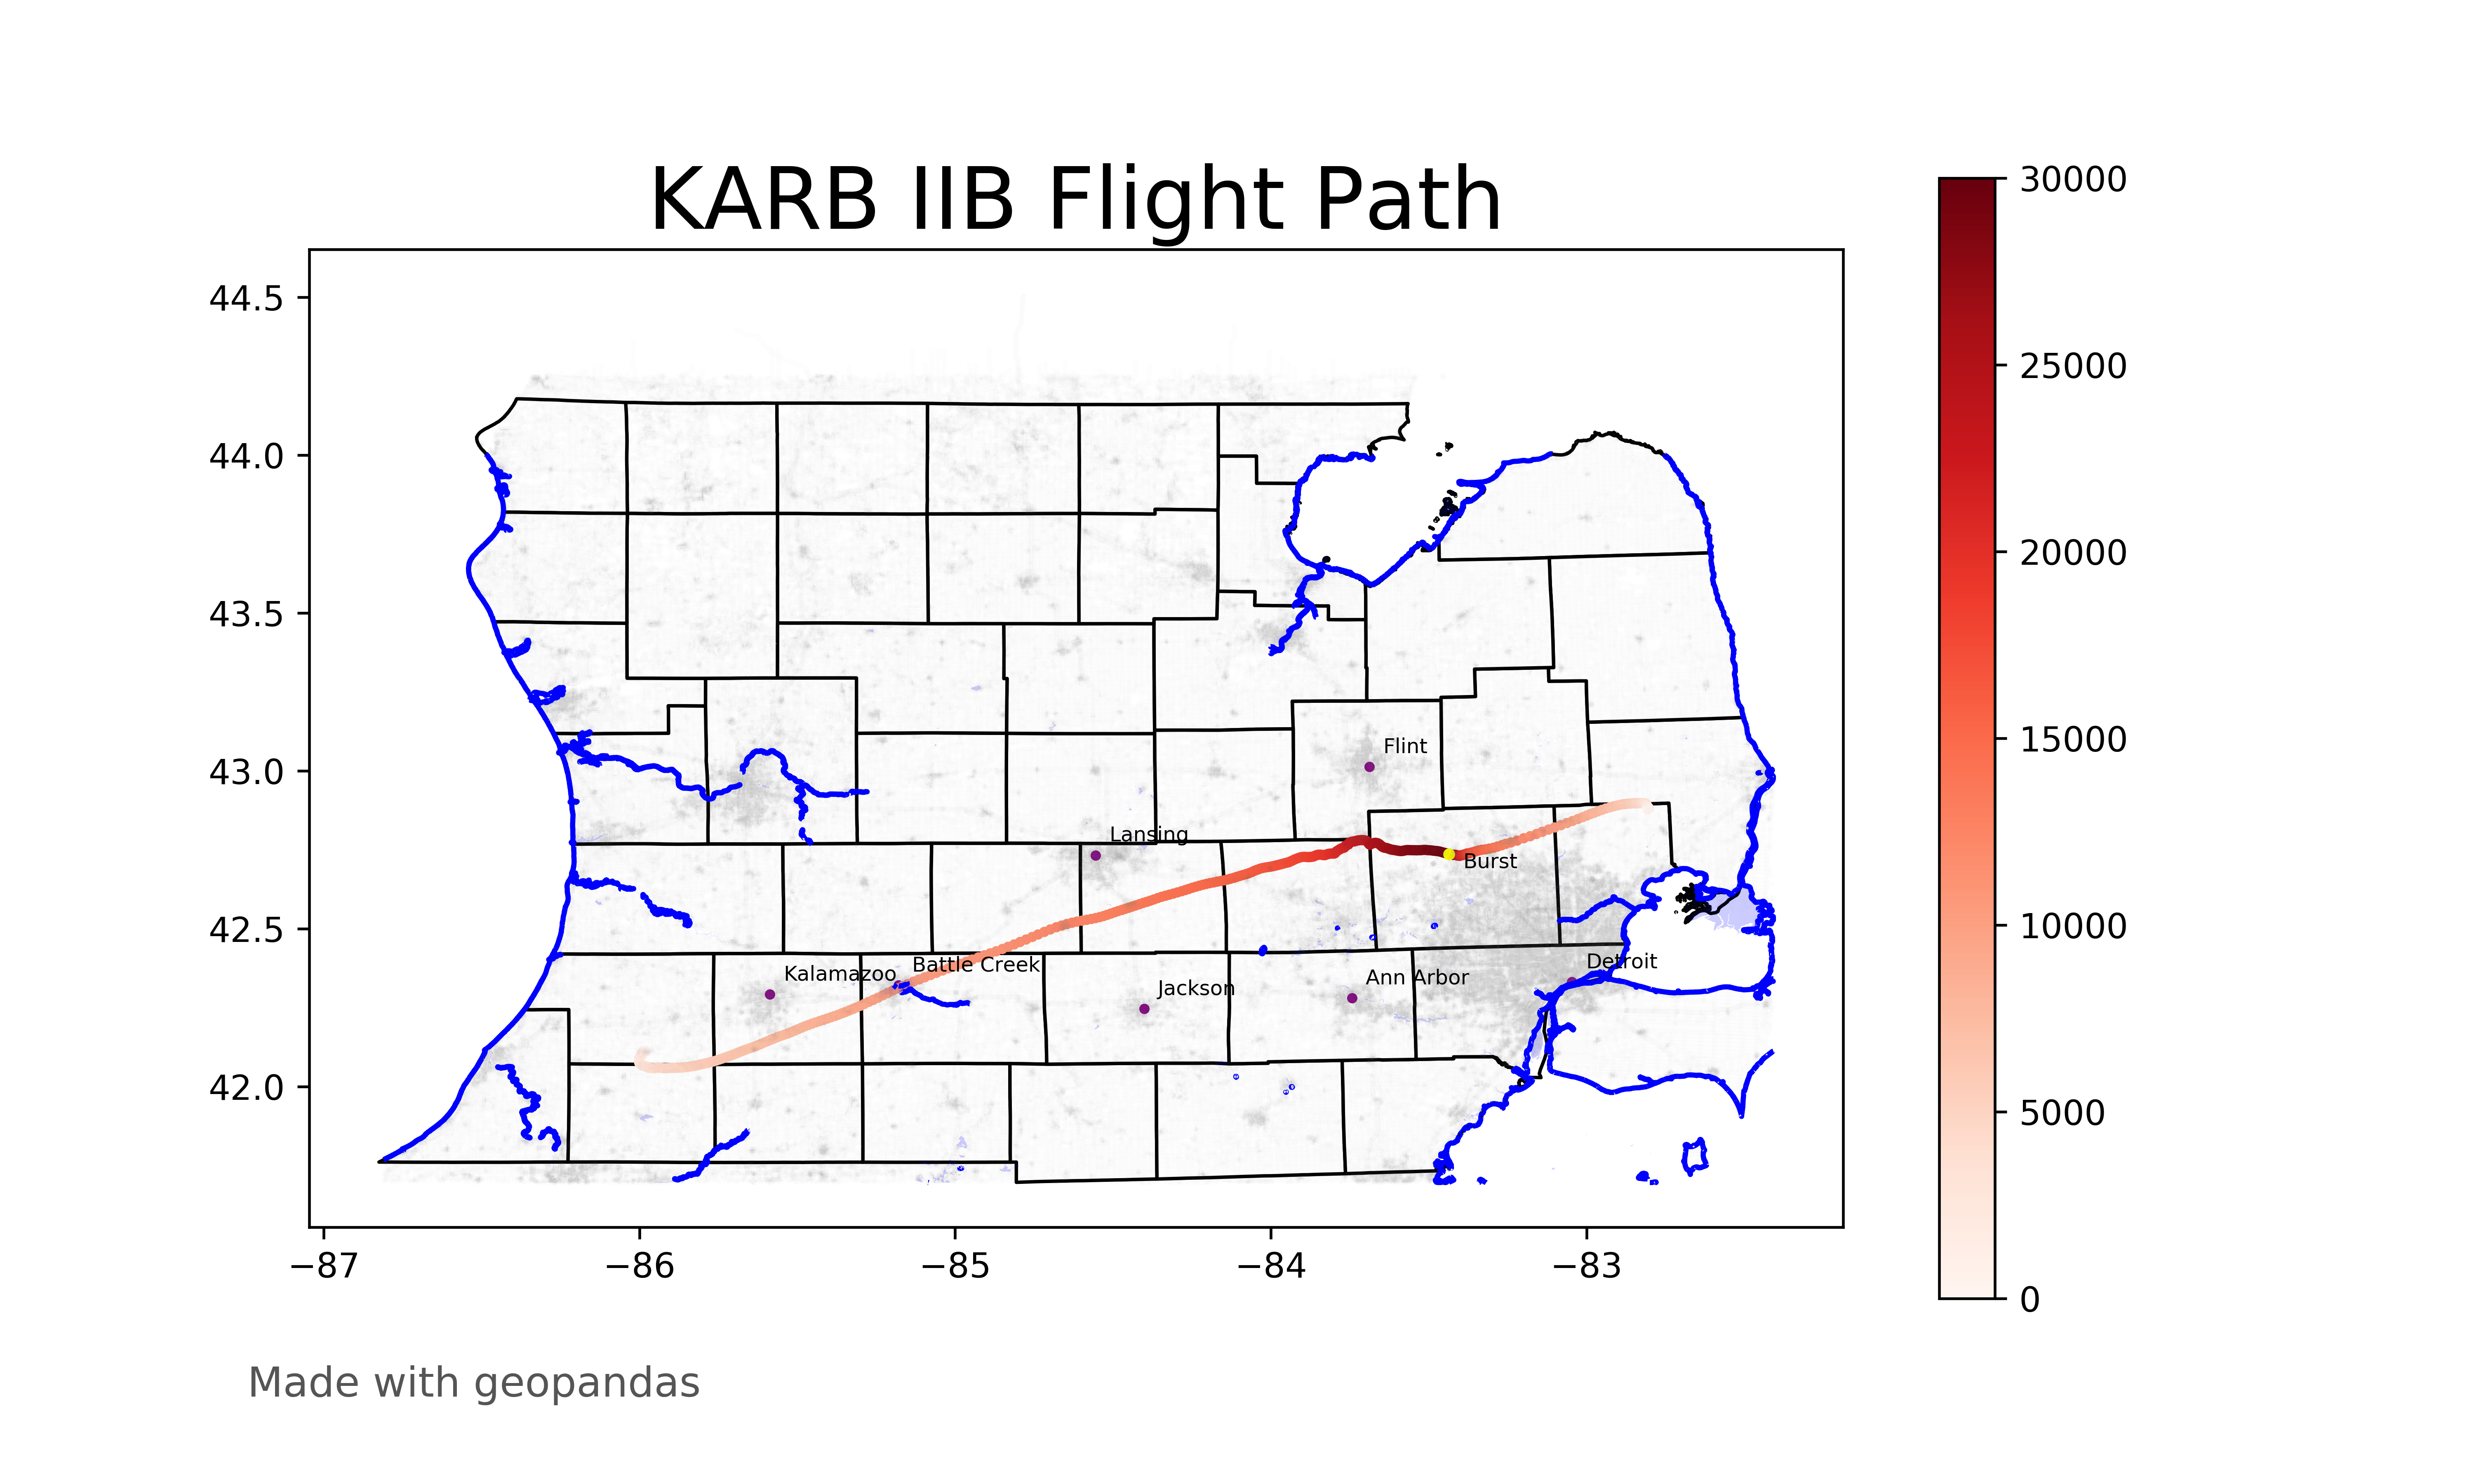 KARB IIB Flight Path
30000
25000
20000
15000
10000
5000
0
44.5
44.0
43.5
43.0
42.5
42.0
Flint
Lansing
Burst
Battle Creek
Kalamazoo
Detroit
Ann Arbor
Jackson
−87
−86
−85
−84
−83
Made with geopandas